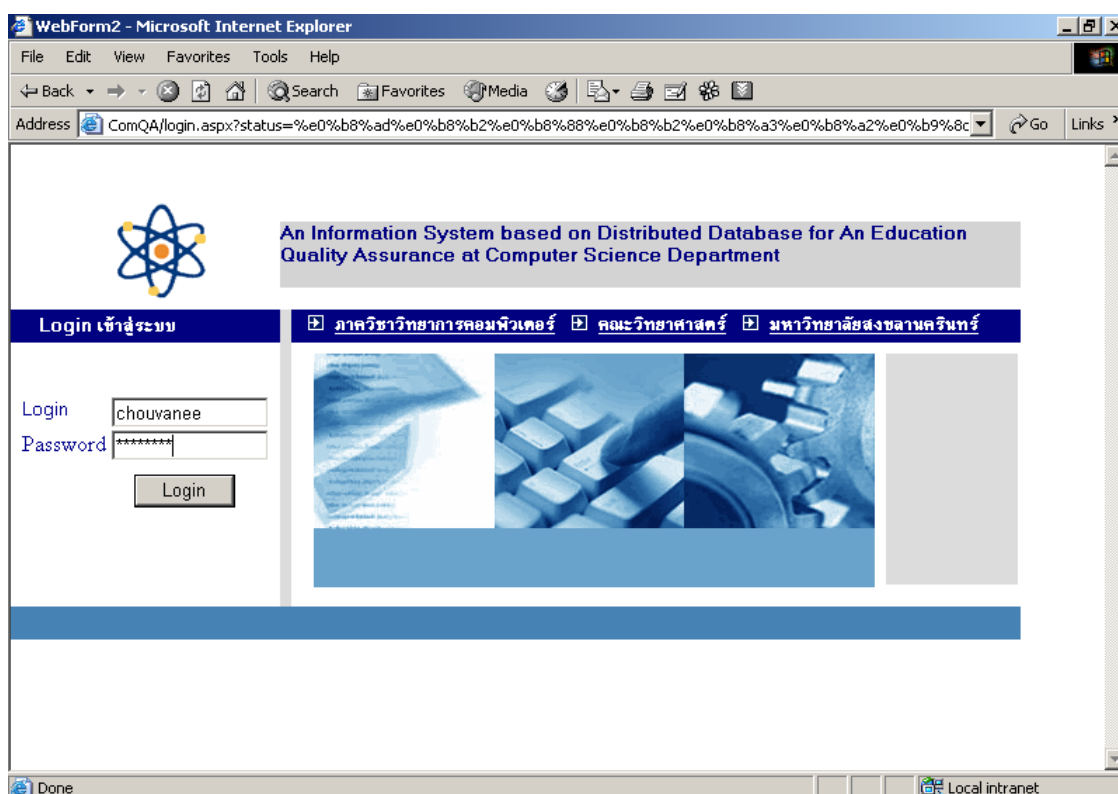 WebForm2 - Microsoft Internet Explorer
File Edit View Favorites Tools Help
Back Search Favorites Media
Address ComQA/login.aspx?status=%e0%b8%ad%e0%b8%b2%e0%b8%88%e0%b8%b2%e0%b8%a3%e0%b8%a2%e0%b9%8c Go Links
An Information System based on Distributed Database for An Education
Quality Assurance at Computer Science Department
Login เข้าสู่ระบบ
ภาควิชาวิทยาการคอมพิวเตอร์ คณะวิทยาศาสตร์ มหาวิทยาลัยสงขลานครินทร์
Login chouvanee
Password ********
Login
Done Local intranet